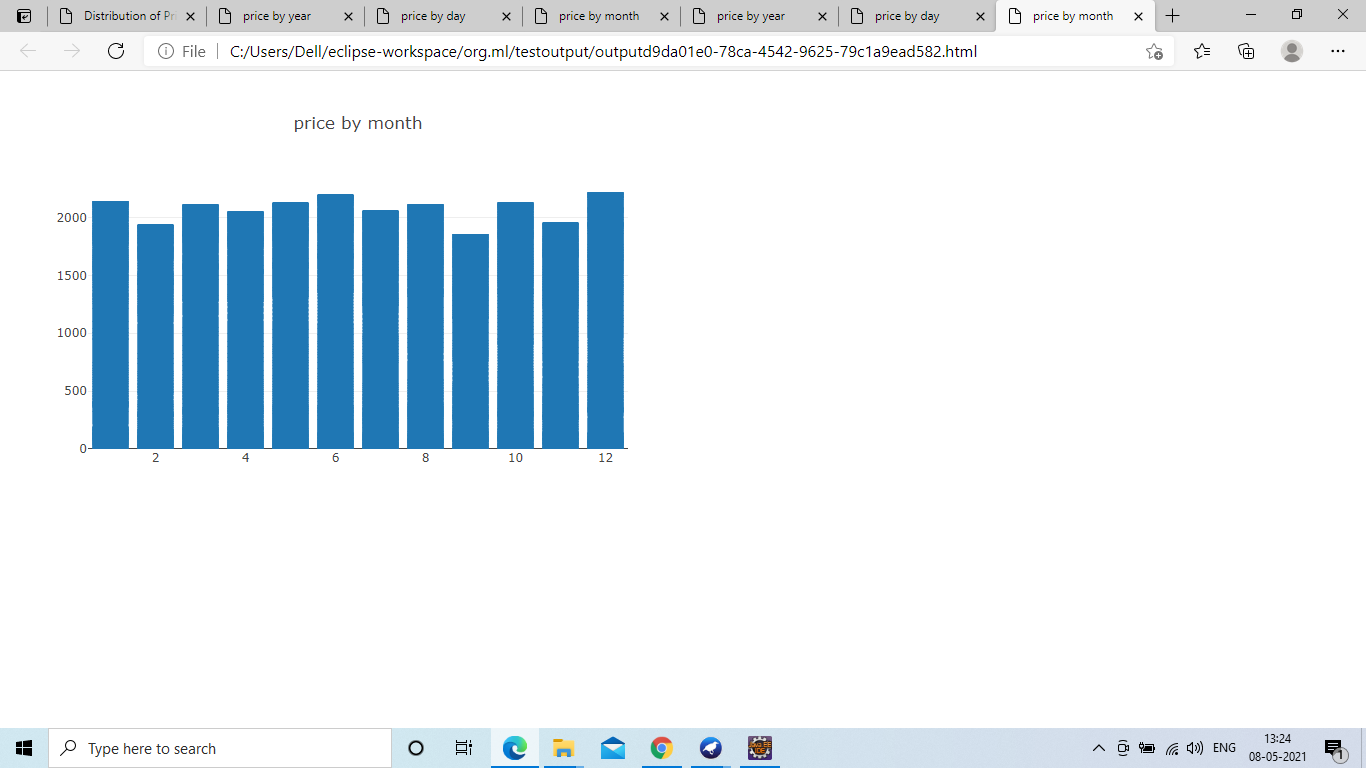 Distribution of Pri
price by year
price by day
price by month
price by year
price by day
price by month
File
C:/Users/Dell/eclipse-workspace/org.ml/testoutput/outputd9da01e0-78ca-4542-9625-79c1a9ead582.html
price by month
2000
1500
1000
500
0
2 4 6 8 10 12
Type here to search
ENG
13:24
08-05-2021
1